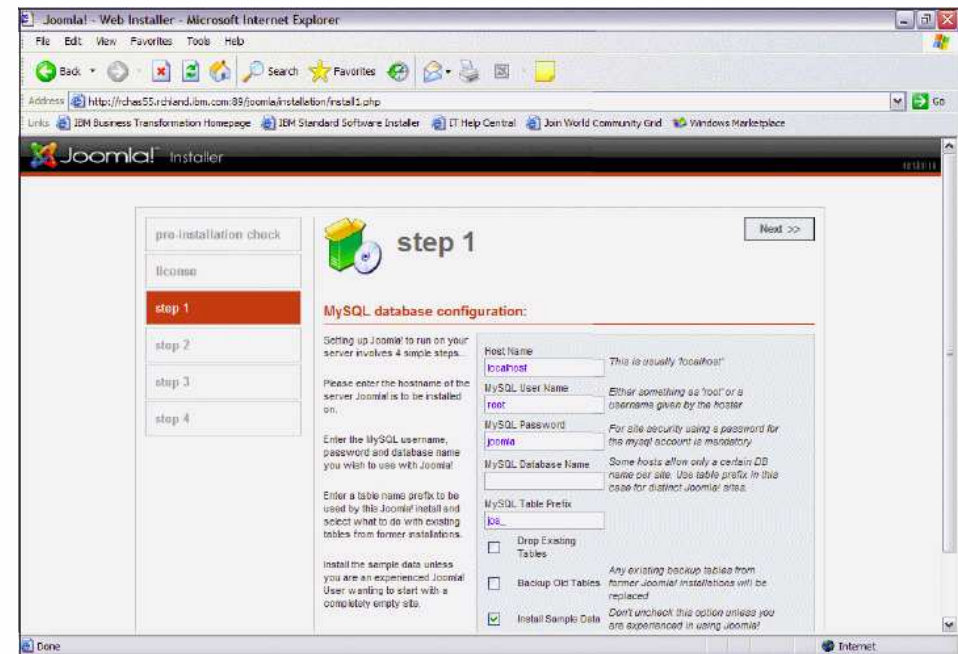 Joomla! - Web Installer - Microsoft Internet Explorer
File Edit View Favorites Tools Help
Back Search Favorites
Address http://rchas55.rchland.ibm.com:89/joomla/installation/install1.php Go
Links IBM Business Transformation Homepage IBM Standard Software Installer IT Help Central Join World Community Grid Windows Marketplace
Joomla! Installer
pre-installation check
license
step 1
step 2
step 3
step 4
step 1
Next >>
MySQL database configuration:
Setting up Joomla! to run on your
server involves 4 simple steps...
Please enter the hostname of the
server Joomla! is to be installed
on.
Enter the MySQL username,
password and database name
you wish to use with Joomla!
Enter a table name prefix to be
used by this Joomla! install and
select what to do with existing
tables from former installations.
Install the sample data unless
you are an experienced Joomla!
User wanting to start with a
completely empty site.
Host Name
localhost
This is usually 'localhost'
MySQL User Name
root
Either something as 'root' or a
username given by the hoster
MySQL Password
joomla
For site security using a password for
the mysql account is mandatory
MySQL Database Name
Some hosts allow only a certain DB
name per site. Use table prefix in this
case for distinct Joomla! sites.
MySQL Table Prefix
jos_
Drop Existing
Tables
Backup Old Tables
Any existing backup tables from
former Joomla! installations will be
replaced
Install Sample Data
Don't uncheck this option unless you
are experienced in using Joomla!
Done
Internet